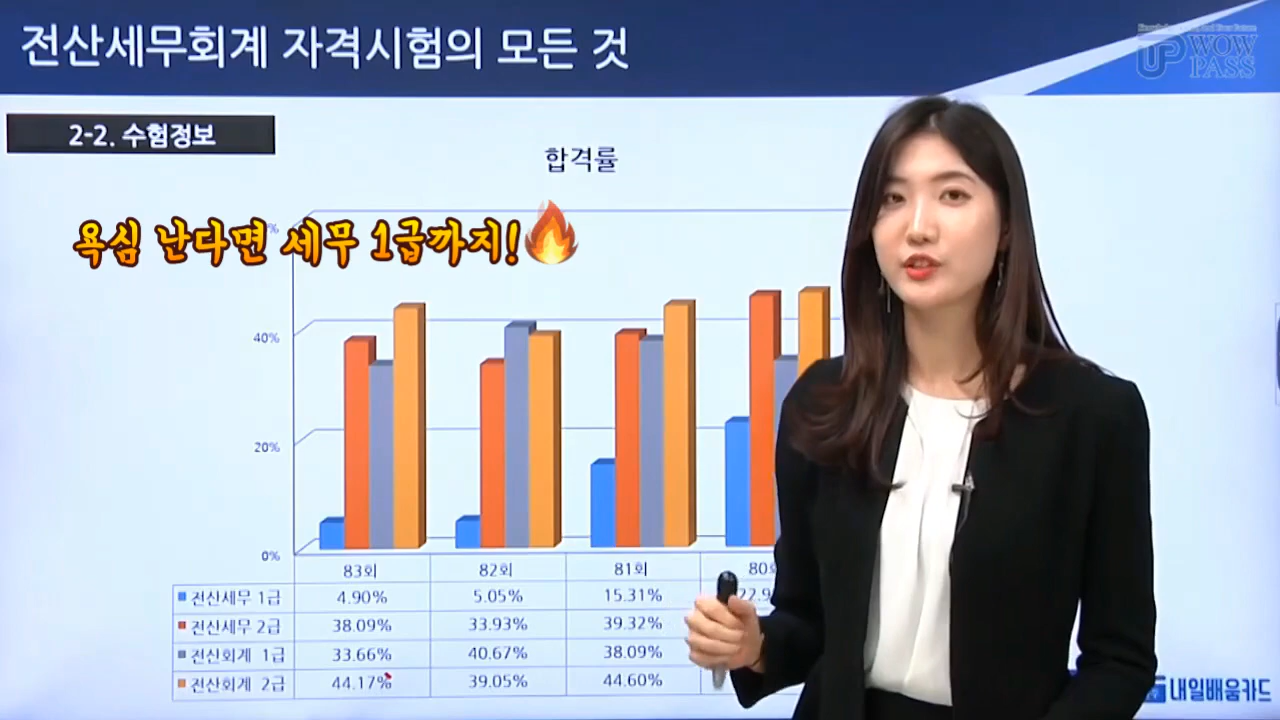 전산세무회계 자격시험의 모든 것
WOW
PASS
2-2. 수험정보
합격률
욕심 난다면 세무 1급까지!
40%
20%
0%
83회 82회 81회 80회
전산세무 1급 4.90% 5.05% 15.31%
전산세무 2급 38.09% 33.93% 39.32%
전산회계 1급 33.66% 40.67% 38.09%
전산회계 2급 44.17% 39.05% 44.60%
내일배움카드